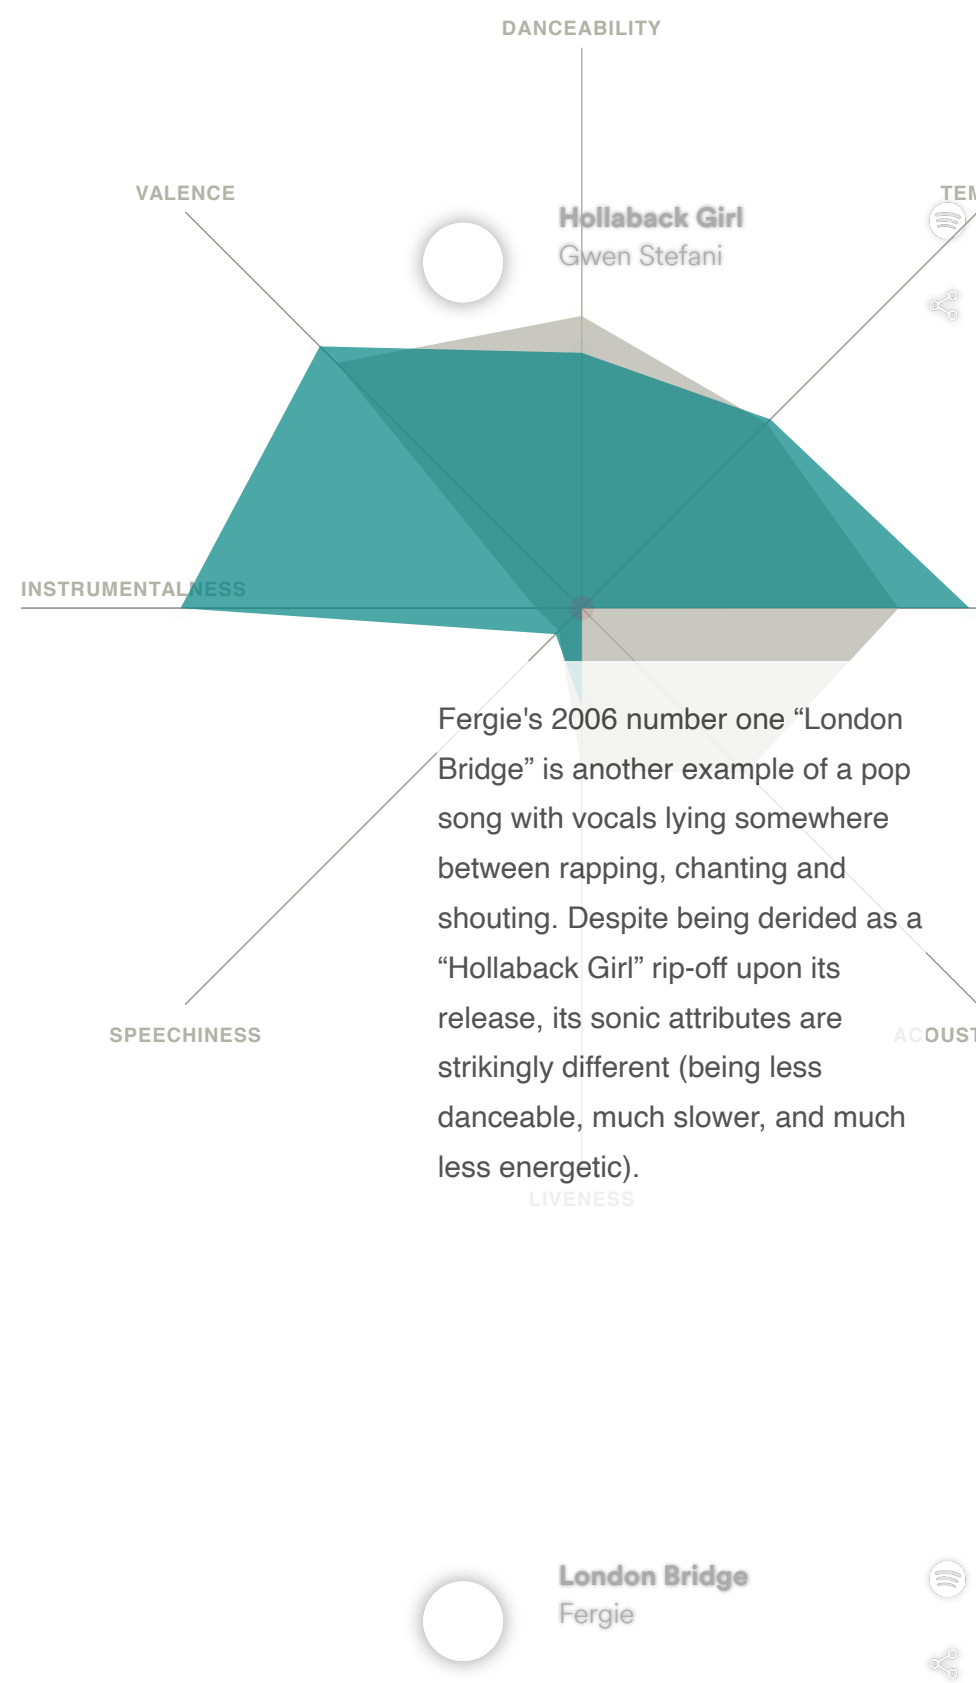 DANCEABILITY
VALENCE
TEM
Hollaback Girl
Gwen Stefani
INSTRUMENTALNESS
Fergie's 2006 number one “London
Bridge” is another example of a pop
song with vocals lying somewhere
between rapping, chanting and
shouting. Despite being derided as a
“Hollaback Girl” rip-off upon its
release, its sonic attributes are
strikingly different (being less
danceable, much slower, and much
less energetic).
SPEECHINESS
ACOUST
LIVENESS
London Bridge
Fergie